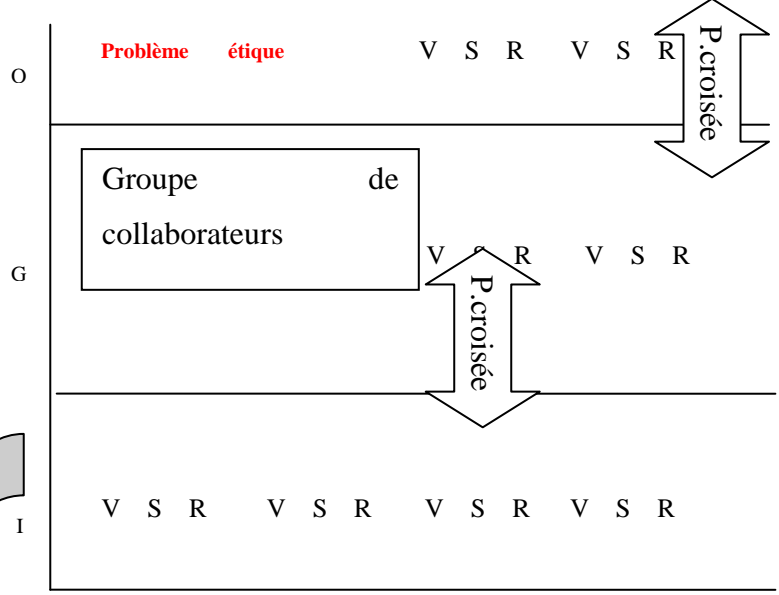 O
Problème étique V S R V S R
P.croisée
Groupe de
collaborateurs
G
V S R V S R
P.croisée
V S R V S R V S R V S R
I